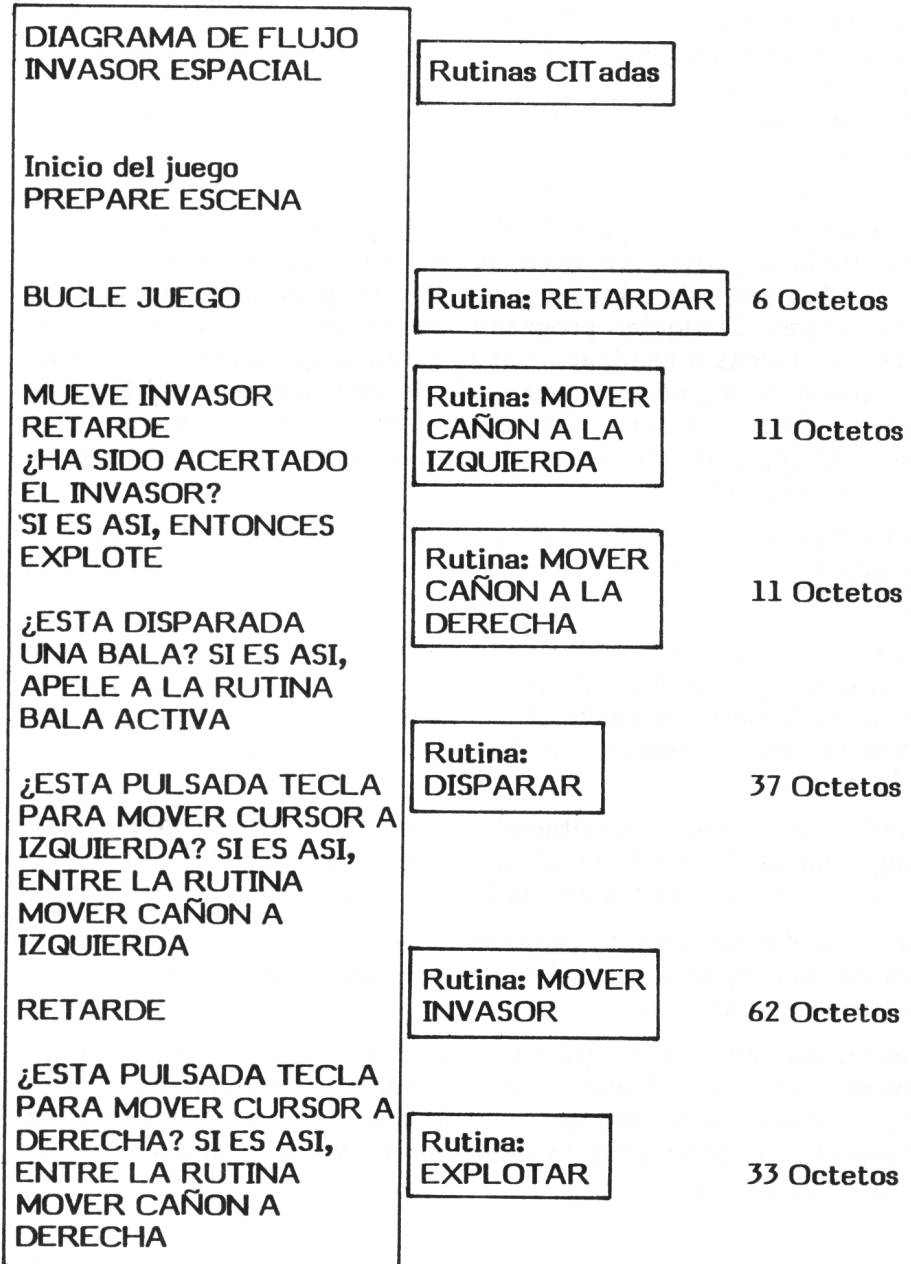 DIAGRAMA DE FLUJO
INVASOR ESPACIAL
Inicio del juego
PREPARE ESCENA
BUCLE JUEGO
MUEVE INVASOR
RETARDE
¿HA SIDO ACERTADO
EL INVASOR?
SI ES ASI, ENTONCES
EXPLOTE
¿ESTA DISPARADA
UNA BALA? SI ES ASI,
APELE A LA RUTINA
BALA ACTIVA
¿ESTA PULSADA TECLA
PARA MOVER CURSOR A
IZQUIERDA? SI ES ASI,
ENTRE LA RUTINA
MOVER CAÑON A
IZQUIERDA
RETARDE
¿ESTA PULSADA TECLA
PARA MOVER CURSOR A
DERECHA? SI ES ASI,
ENTRE LA RUTINA
MOVER CAÑON A
DERECHA
Rutinas CITadas
Rutina: RETARDAR 6 Octetos
Rutina: MOVER
CAÑON A LA 11 Octetos
IZQUIERDA
Rutina: MOVER
CAÑON A LA 11 Octetos
DERECHA
Rutina:
DISPARAR 37 Octetos
Rutina: MOVER
INVASOR 62 Octetos
Rutina:
EXPLOTAR 33 Octetos